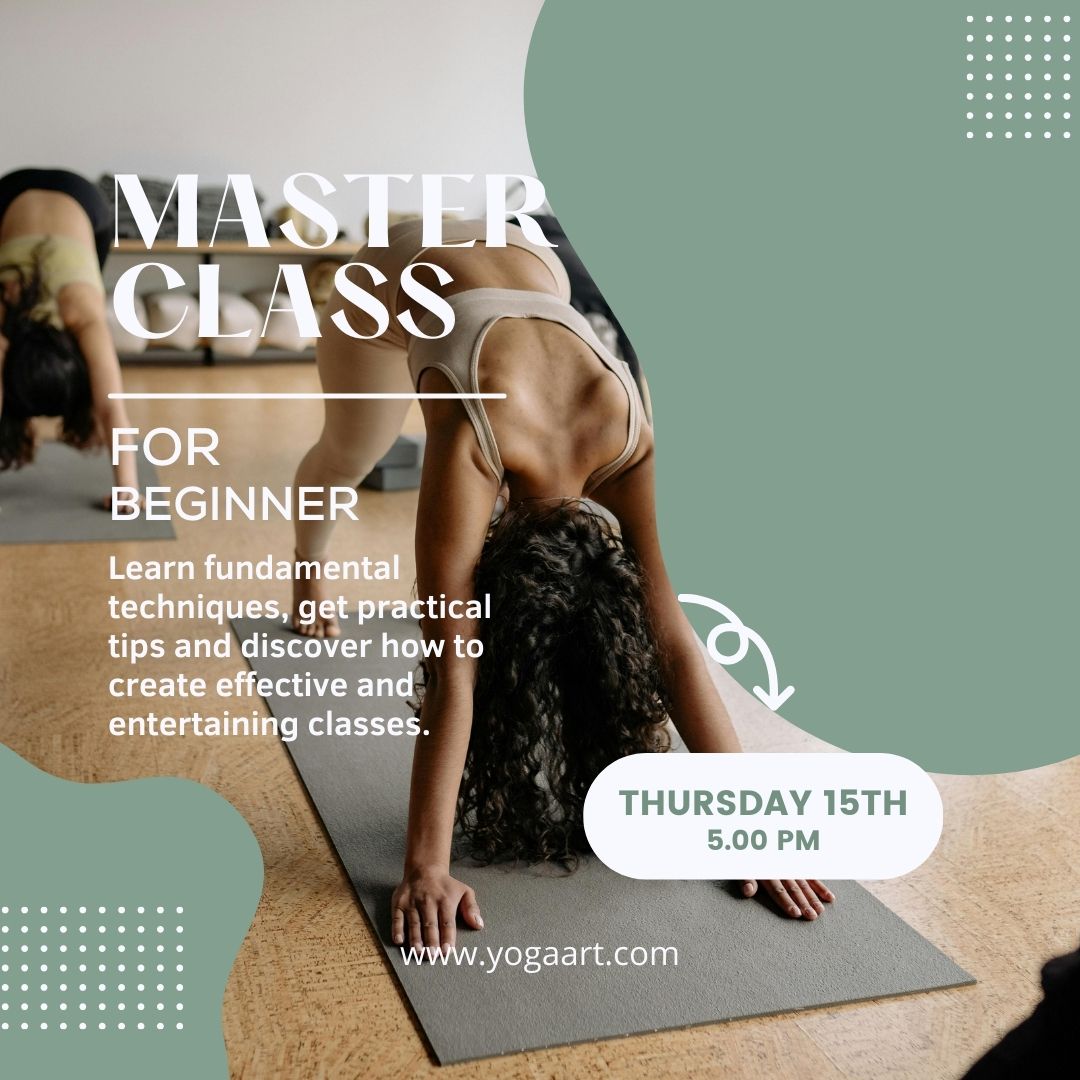 MASTER
CLASS
FOR
BEGINNER
Learn fundamental
techniques, get practical
tips and discover how to
create effective and
entertaining classes.
THURSDAY 15TH
5.00 PM
www.yogaart.com